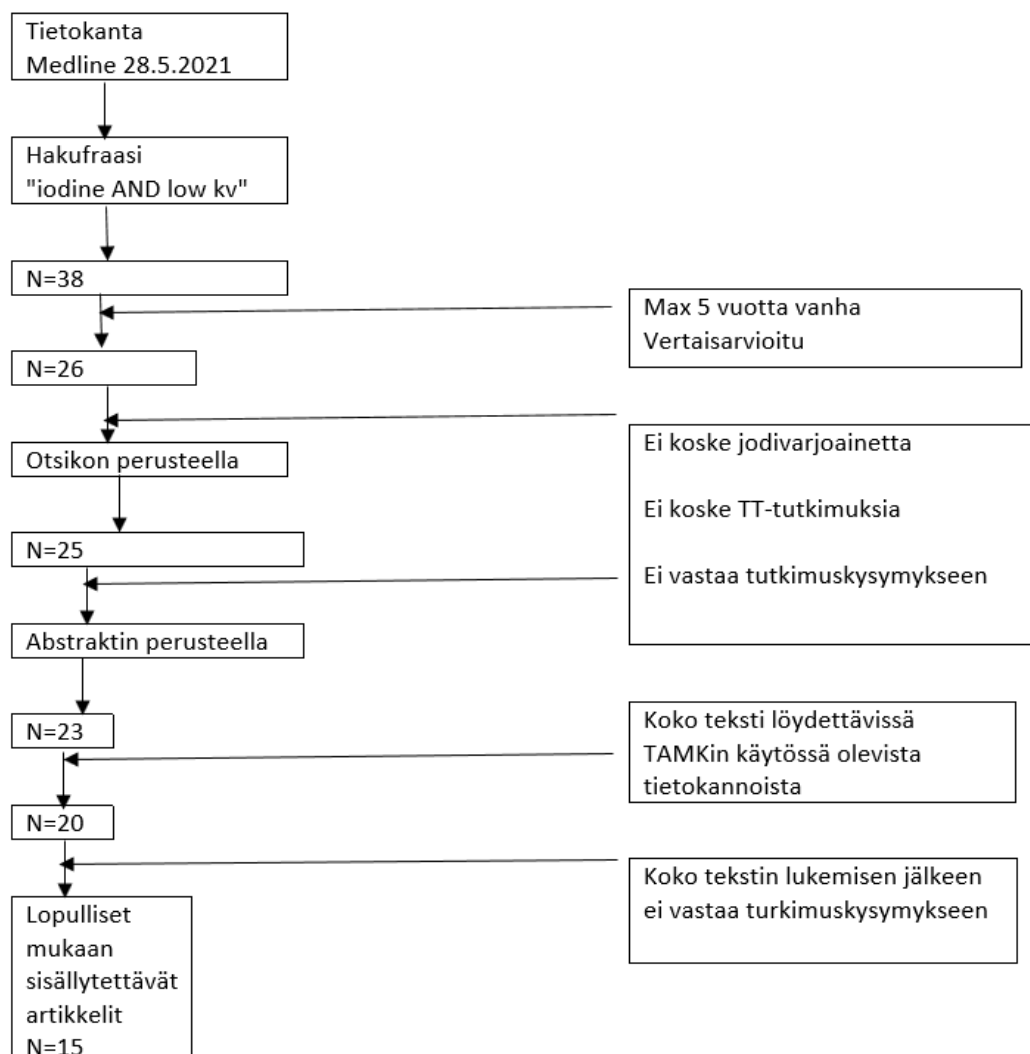 Tietokanta
Medline 28.5.2021
Hakufraasi
"iodine AND low kv"
N=38
Max 5 vuotta vanha
Vertaisarvioitu
N=26
Ei koske jodivarjoainetta
Ei koske TT-tutkimuksia
Ei vastaa tutkimuskysymykseen
Otsikon perusteella
N=25
Abstraktin perusteella
N=23
Koko teksti löydettävissä
TAMKin käytössä olevista
tietokannoista
N=20
Koko tekstin lukemisen jälkeen
ei vastaa turkimuskysymykseen
Lopulliset
mukaan
sisällytettävät
artikkelit
N=15